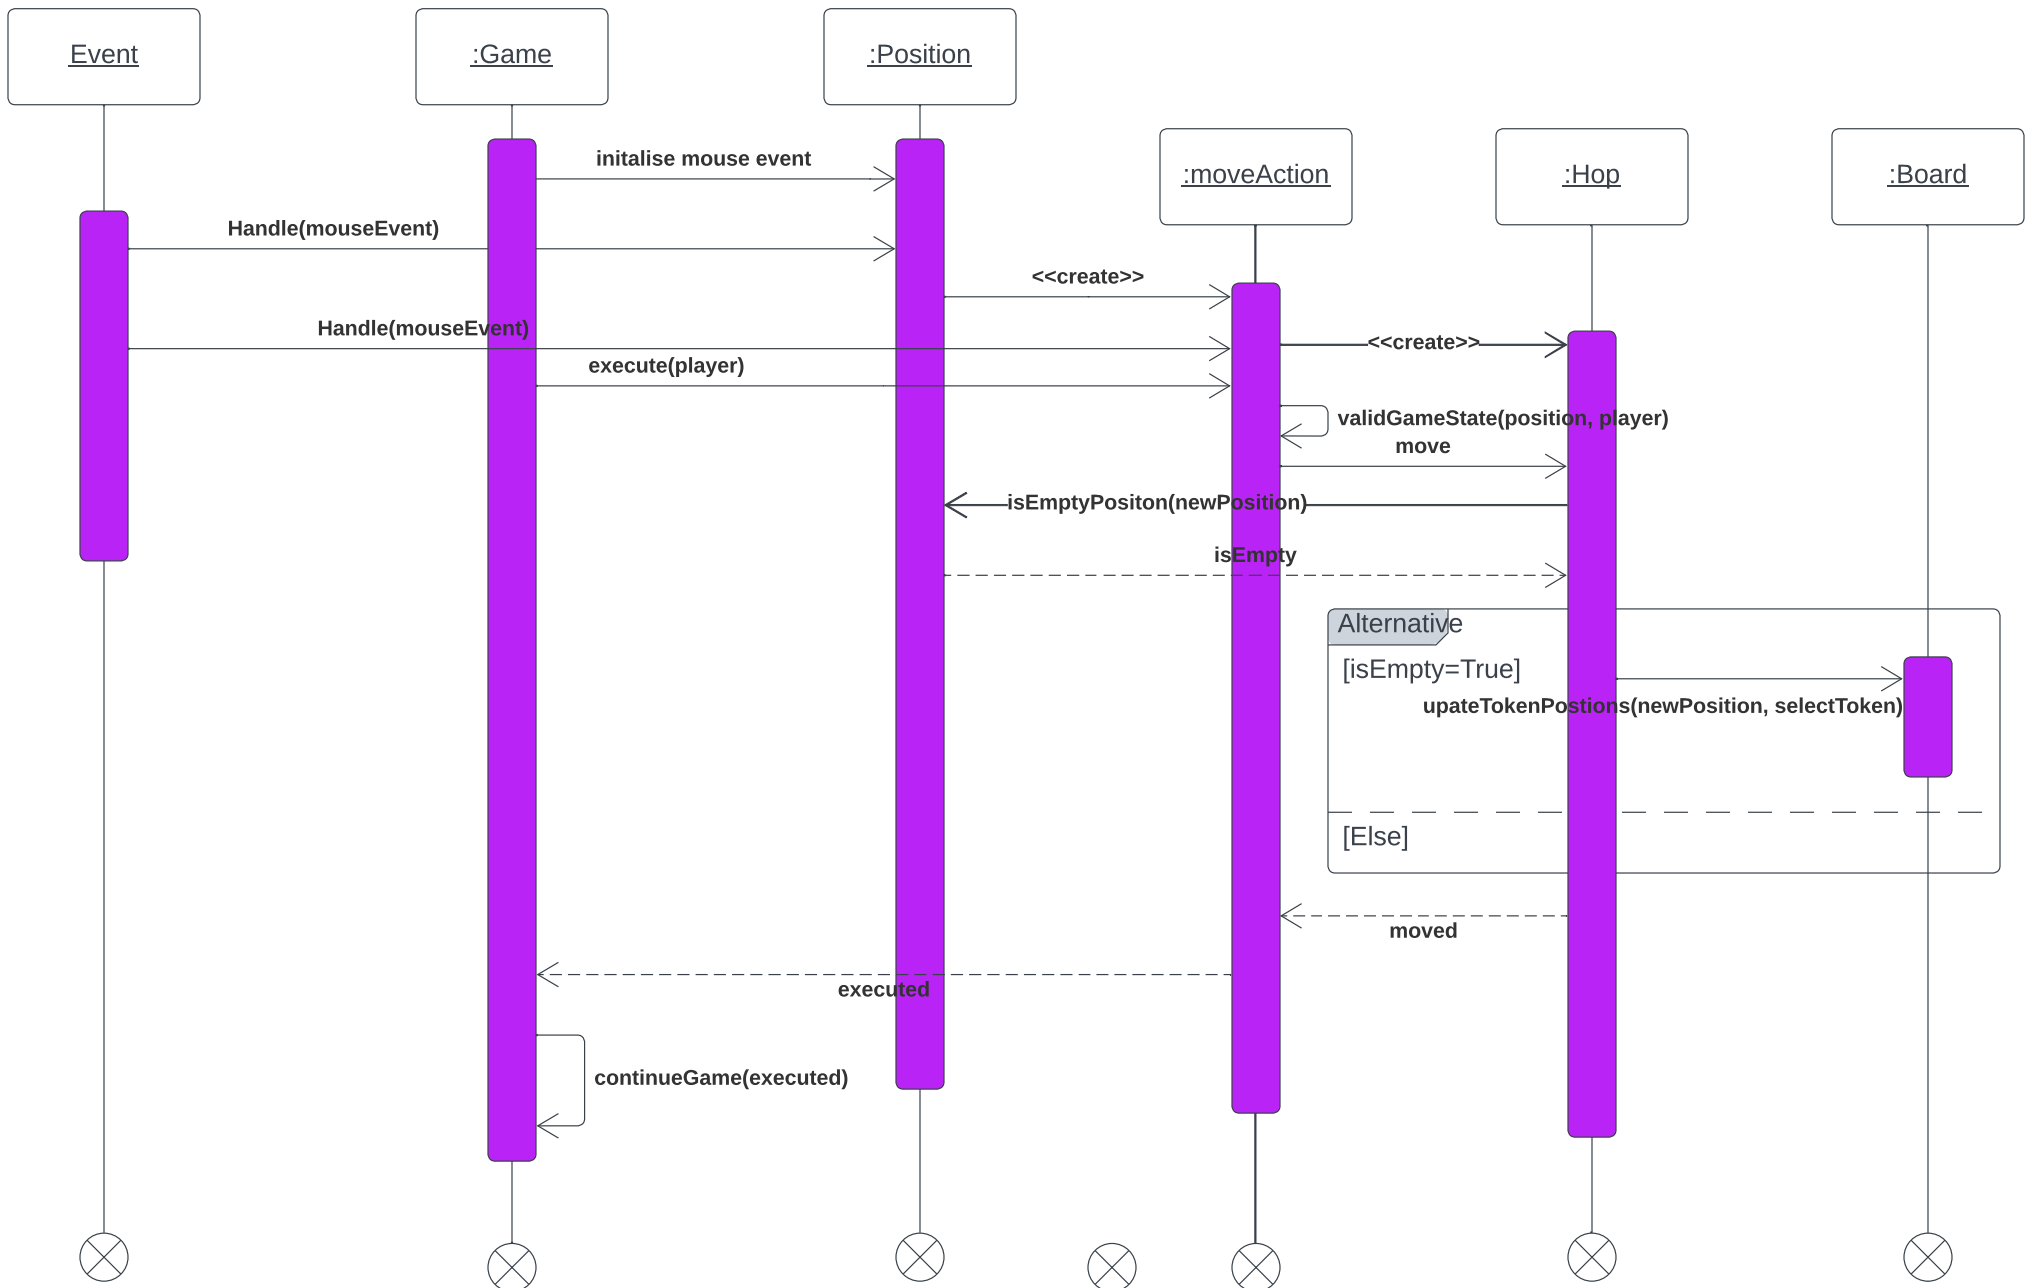 Event
:Game
:Position
:moveAction
:Hop
:Board
initalise mouse event
Handle(mouseEvent)
<<create>>
Handle(mouseEvent)
<<create>>
execute(player)
validGameState(position, player)
move
isEmptyPositon(newPosition)
isEmpty
Alternative
[isEmpty=True]
upateTokenPostions(newPosition, selectToken)
[Else]
moved
executed
continueGame(executed)